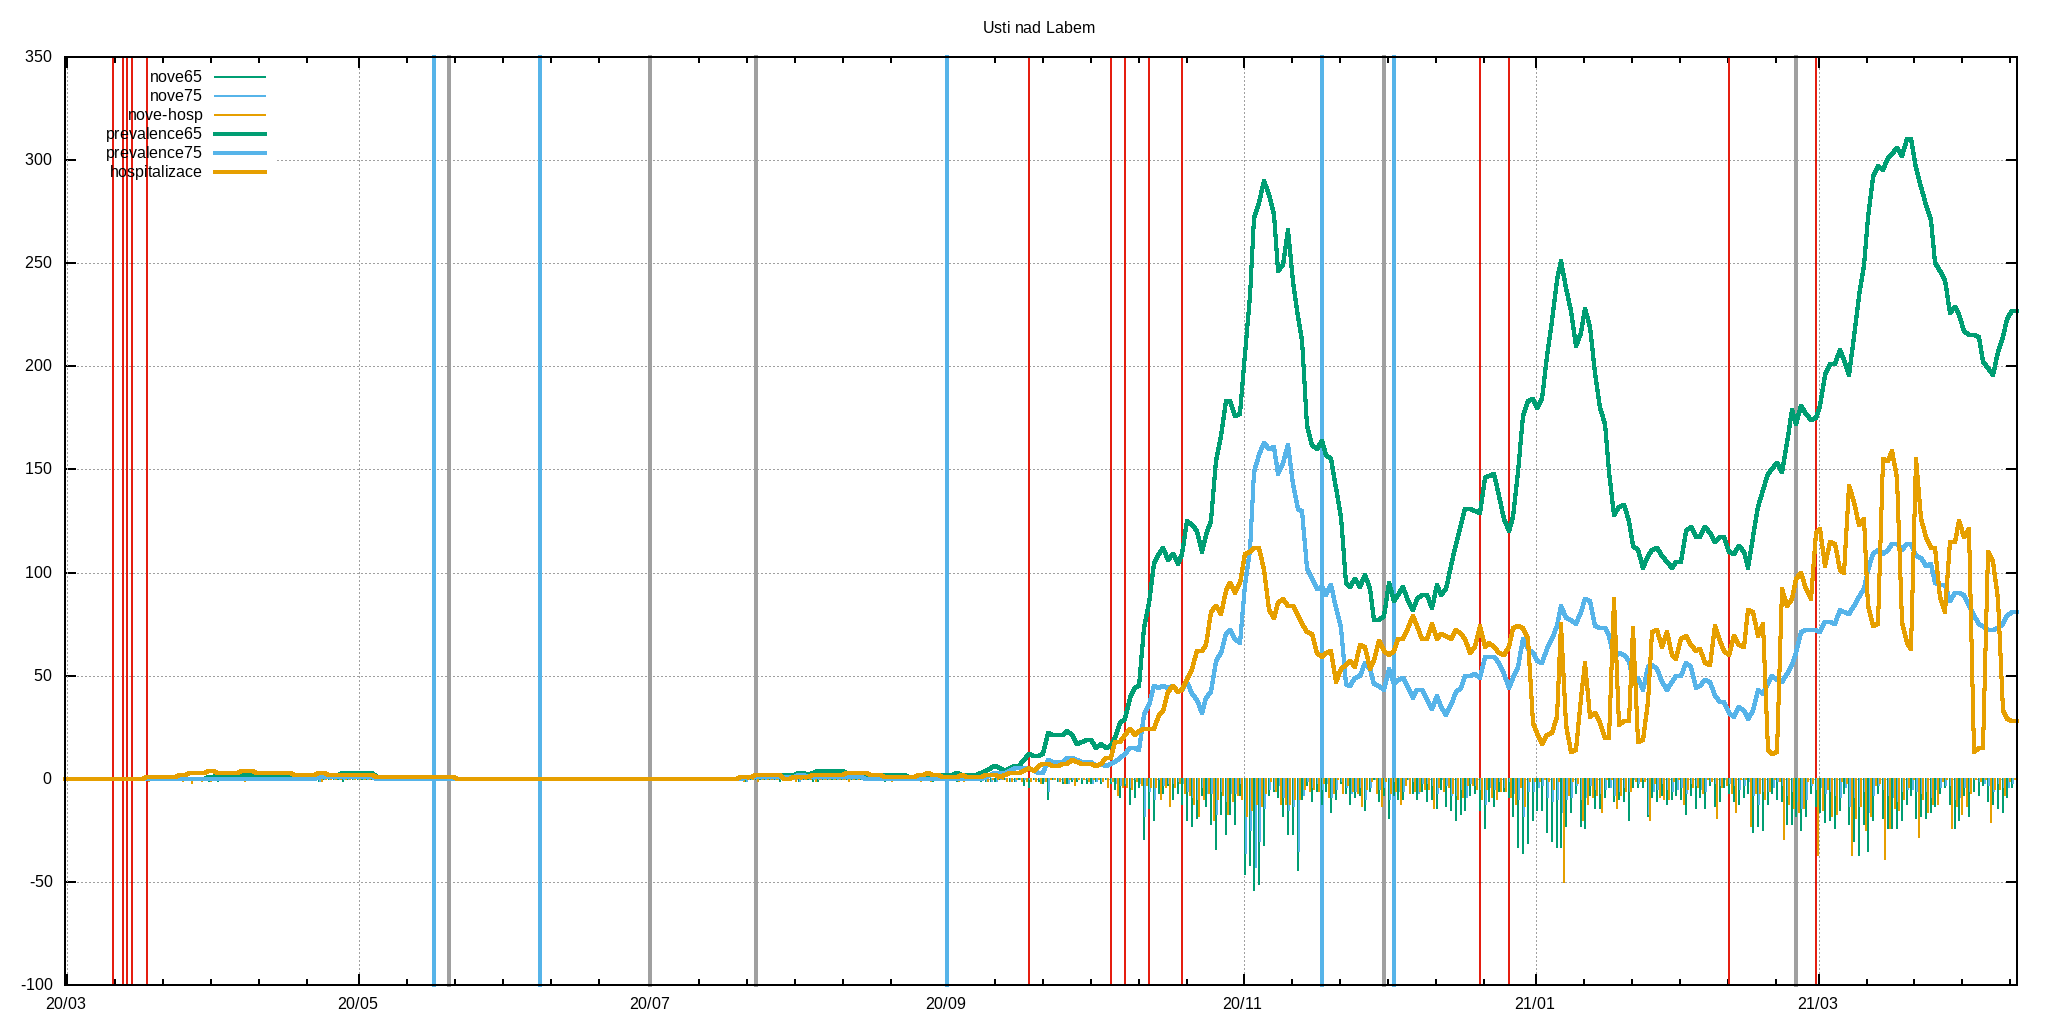 Usti nad Labem
350
300
250
200
150
100
50
0
-50
-100
nove65
nove75
nove-hosp
prevalence65
prevalence75
hospitalizace
20/03 20/05 20/07 20/09 20/11 21/01 21/03